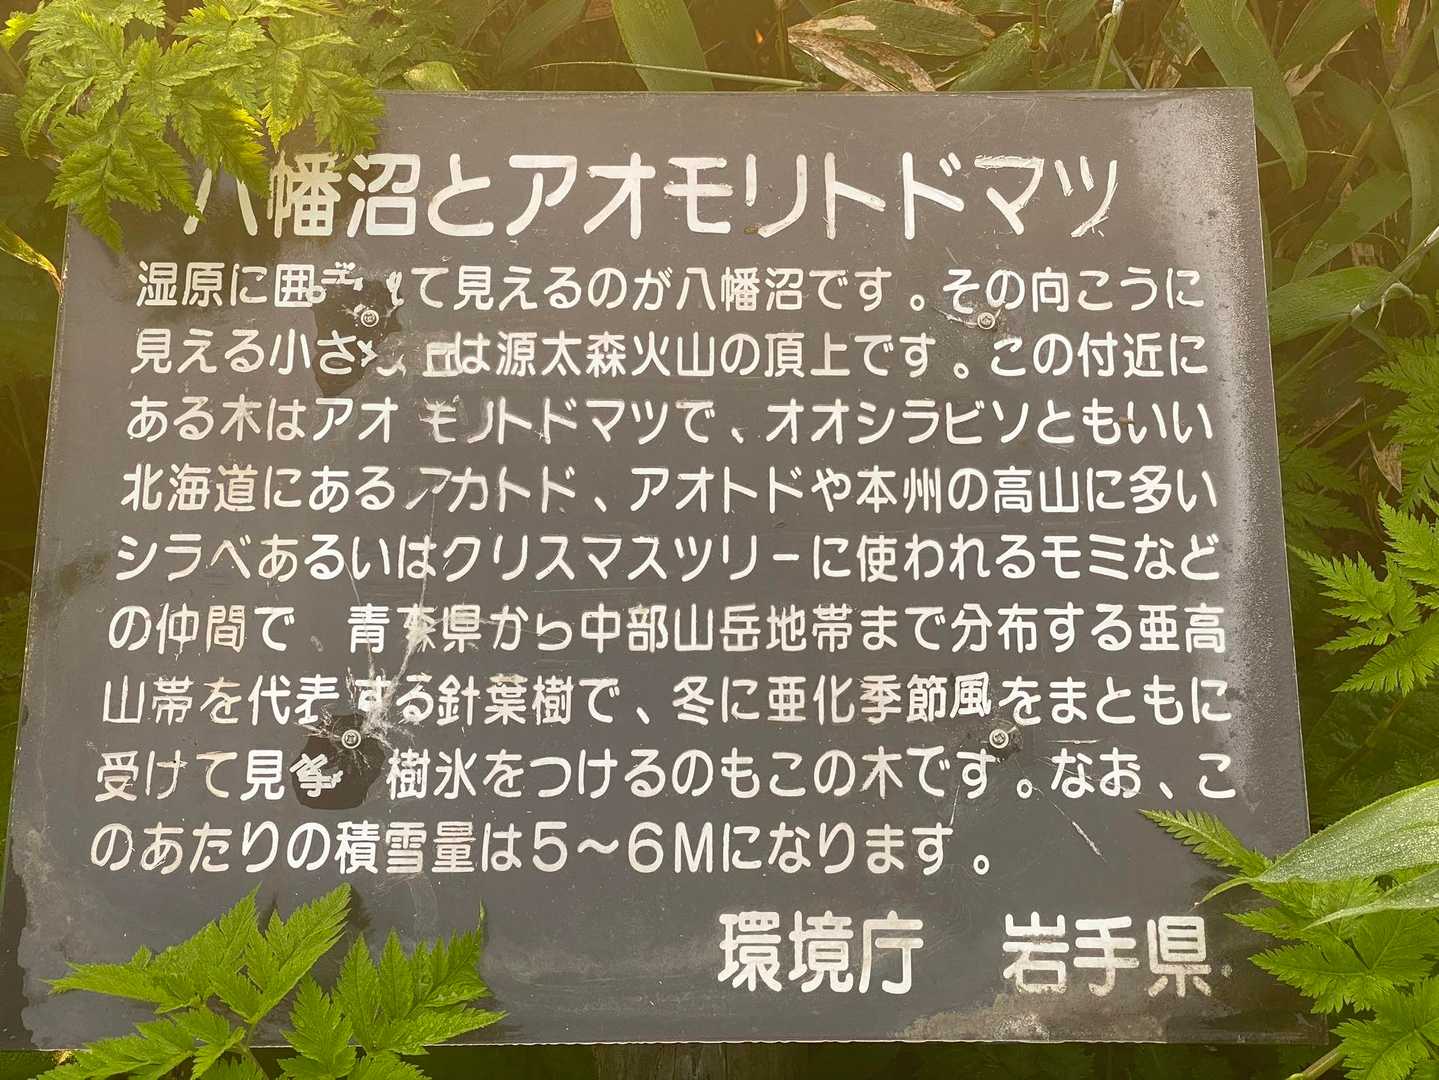 八幡沼とアオモリトドマツ
湿原に囲 て見えるのが八幡沼です。その向こうに
見える小さ 丘は源太森火山の頂上です。この付近に
ある木はアオモリトドマツで、オオシラビソともいい
北海道にあるアカトド、アオトドや本州の高山に多い
シラベあるいはクリスマスツリーに使われるモミなど
の仲間で 青森県から中部山岳地帯まで分布する亜高
山帯を代表する針葉樹で、冬に亜化季節風をまともに
受けて見事 樹氷をつけるのもこの木です。なお、こ
のあたりの積雪量は5〜6Mになります。
環境庁 岩手県